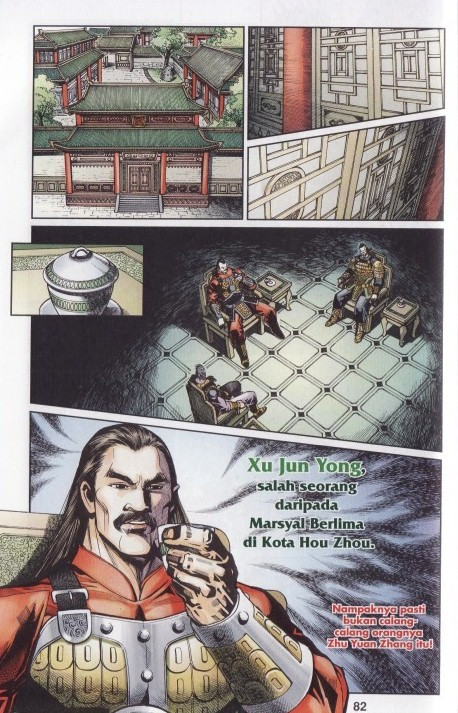 Xu Jun Yong,
salah seorang
daripada
Marsyal Berlima
di Kota Hou Zhou.
Nampaknya pasti
bukan calang-
calang orangnya
Zhu Yuan Zhang itu!
82